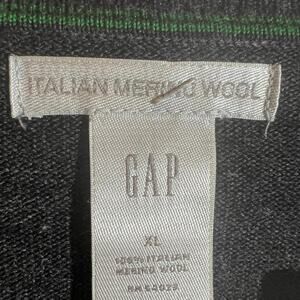 ITALIAN MERINO WOOL
GAP
XL
100% ITALIAN
MERINO WOOL
RN 54023